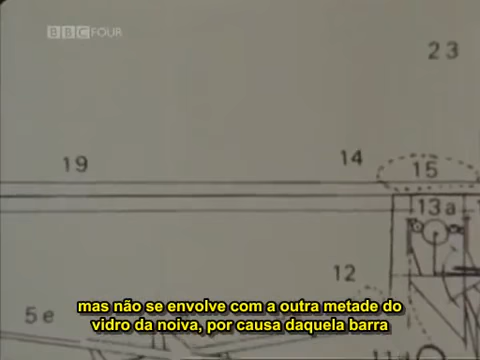 BBC FOUR
23
19
14
15
13a
12
5e
11
mas não se envolve com a outra metade do
vidro da noiva, por causa daquela barra